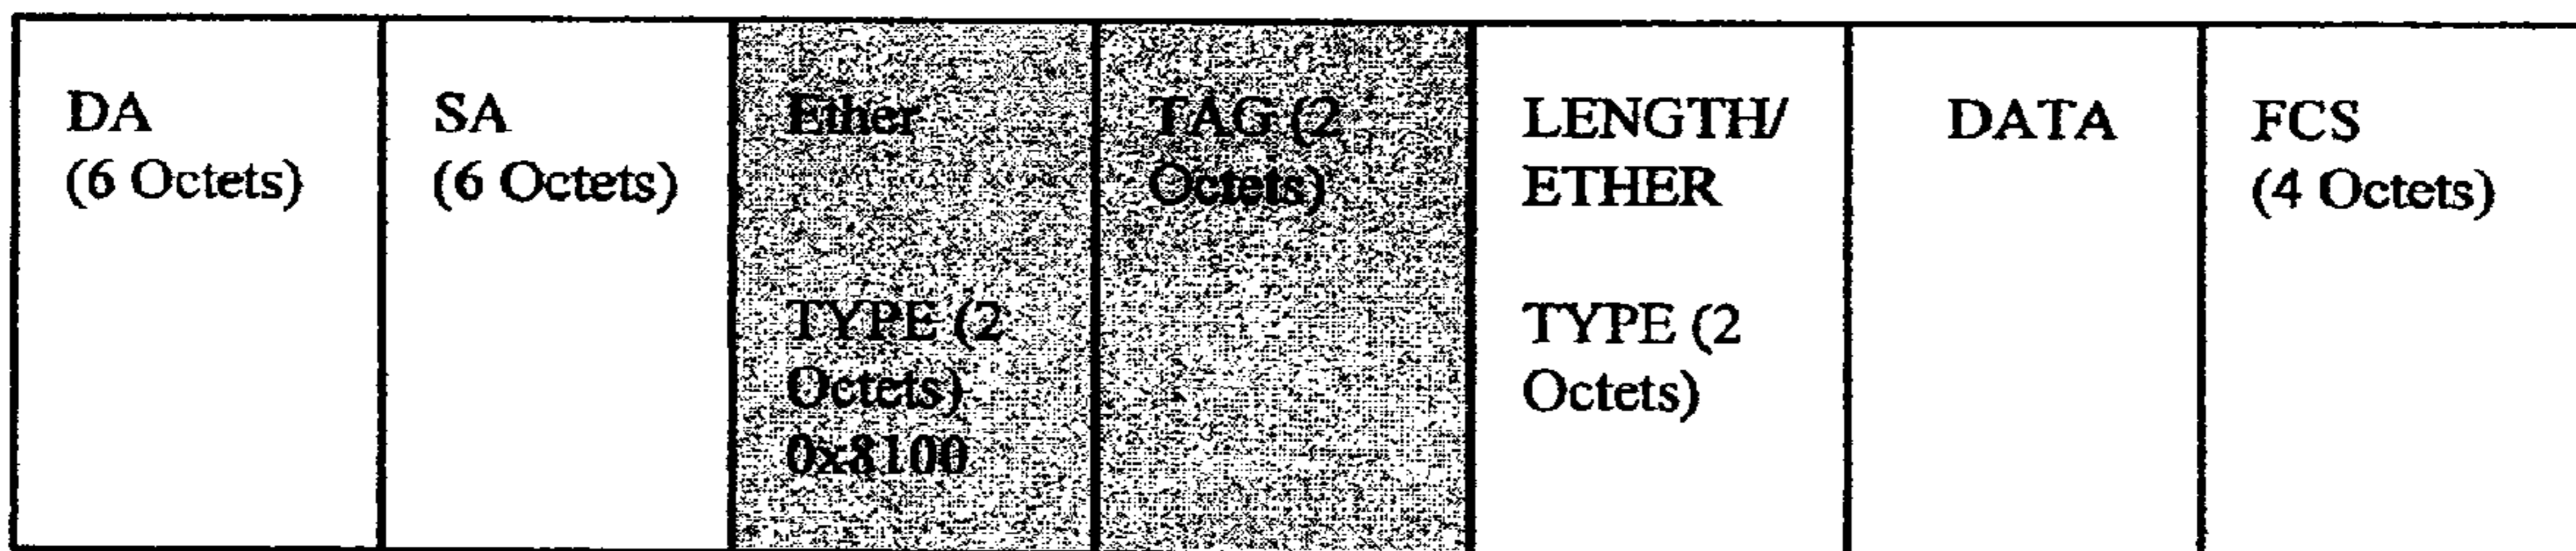 DA
(6 Octets)
SA
(6 Octets)
Ether
TYPE (2
Octets)
0x8100
TAG (2
Octets)
LENGTH/
ETHER
TYPE (2
Octets)
DATA
FCS
(4 Octets)